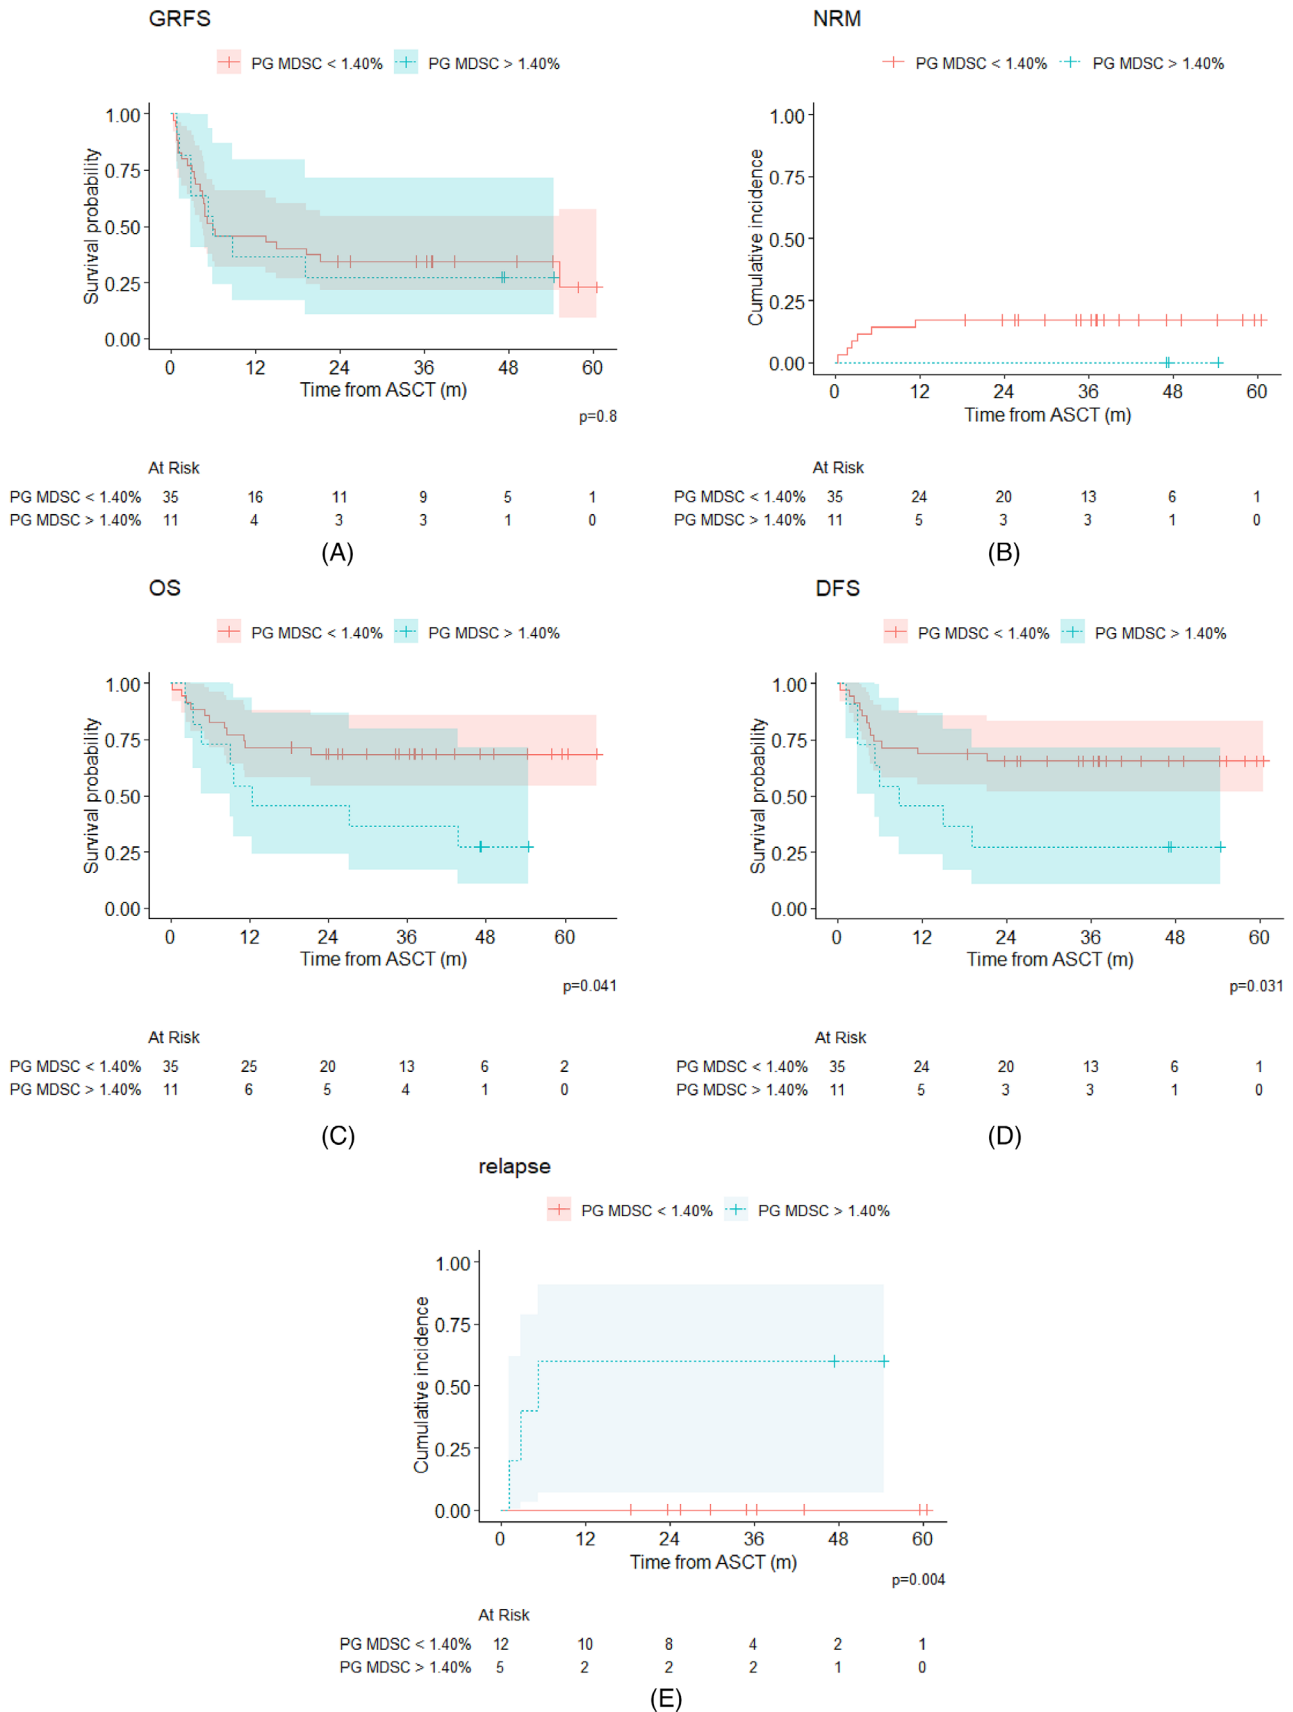 GRFS
PG MDSC < 1.40% PG MDSC > 1.40%
Survival probability
1.00
0.75
0.50
0.25
0.00
0 12 24 36 48 60
Time from ASCT (m)
p=0.8
At Risk
PG MDSC < 1.40% 35 16 11 9 5 1
PG MDSC > 1.40% 11 4 3 3 1 0
(A)
NRM
PG MDSC < 1.40% PG MDSC > 1.40%
Cumulative incidence
1.00
0.75
0.50
0.25
0.00
0 12 24 36 48 60
Time from ASCT (m)
At Risk
PG MDSC < 1.40% 35 24 20 13 6 1
PG MDSC > 1.40% 11 5 3 3 1 0
(B)
OS
PG MDSC < 1.40% PG MDSC > 1.40%
Survival probability
1.00
0.75
0.50
0.25
0.00
0 12 24 36 48 60
Time from ASCT (m)
p=0.041
At Risk
PG MDSC < 1.40% 35 25 20 13 6 2
PG MDSC > 1.40% 11 6 5 4 1 0
(C)
DFS
PG MDSC < 1.40% PG MDSC > 1.40%
Survival probability
1.00
0.75
0.50
0.25
0.00
0 12 24 36 48 60
Time from ASCT (m)
p=0.031
At Risk
PG MDSC < 1.40% 35 24 20 13 6 1
PG MDSC > 1.40% 11 5 3 3 1 0
(D)
relapse
PG MDSC < 1.40% PG MDSC > 1.40%
Cumulative incidence
1.00
0.75
0.50
0.25
0.00
0 12 24 36 48 60
Time from ASCT (m)
p=0.004
At Risk
PG MDSC < 1.40% 12 10 8 4 2 1
PG MDSC > 1.40% 5 2 2 2 1 0
(E)